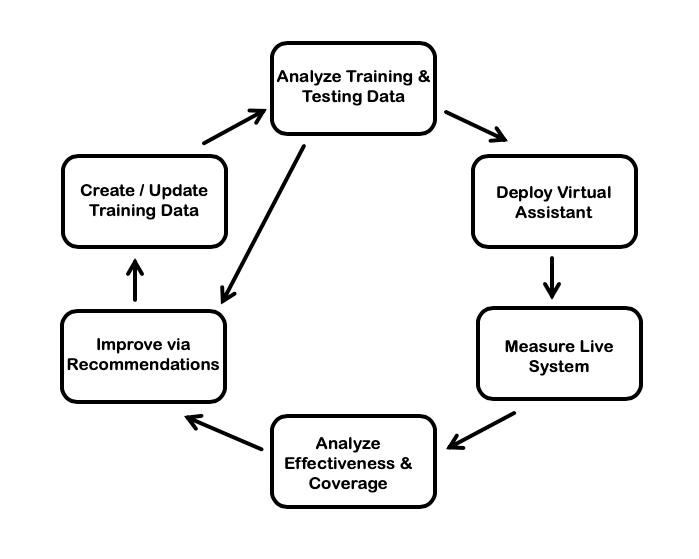 Analyze Training &
Testing Data
Create / Update
Training Data
Deploy Virtual
Assistant
Improve via
Recommendations
Measure Live
System
Analyze
Effectiveness &
Coverage